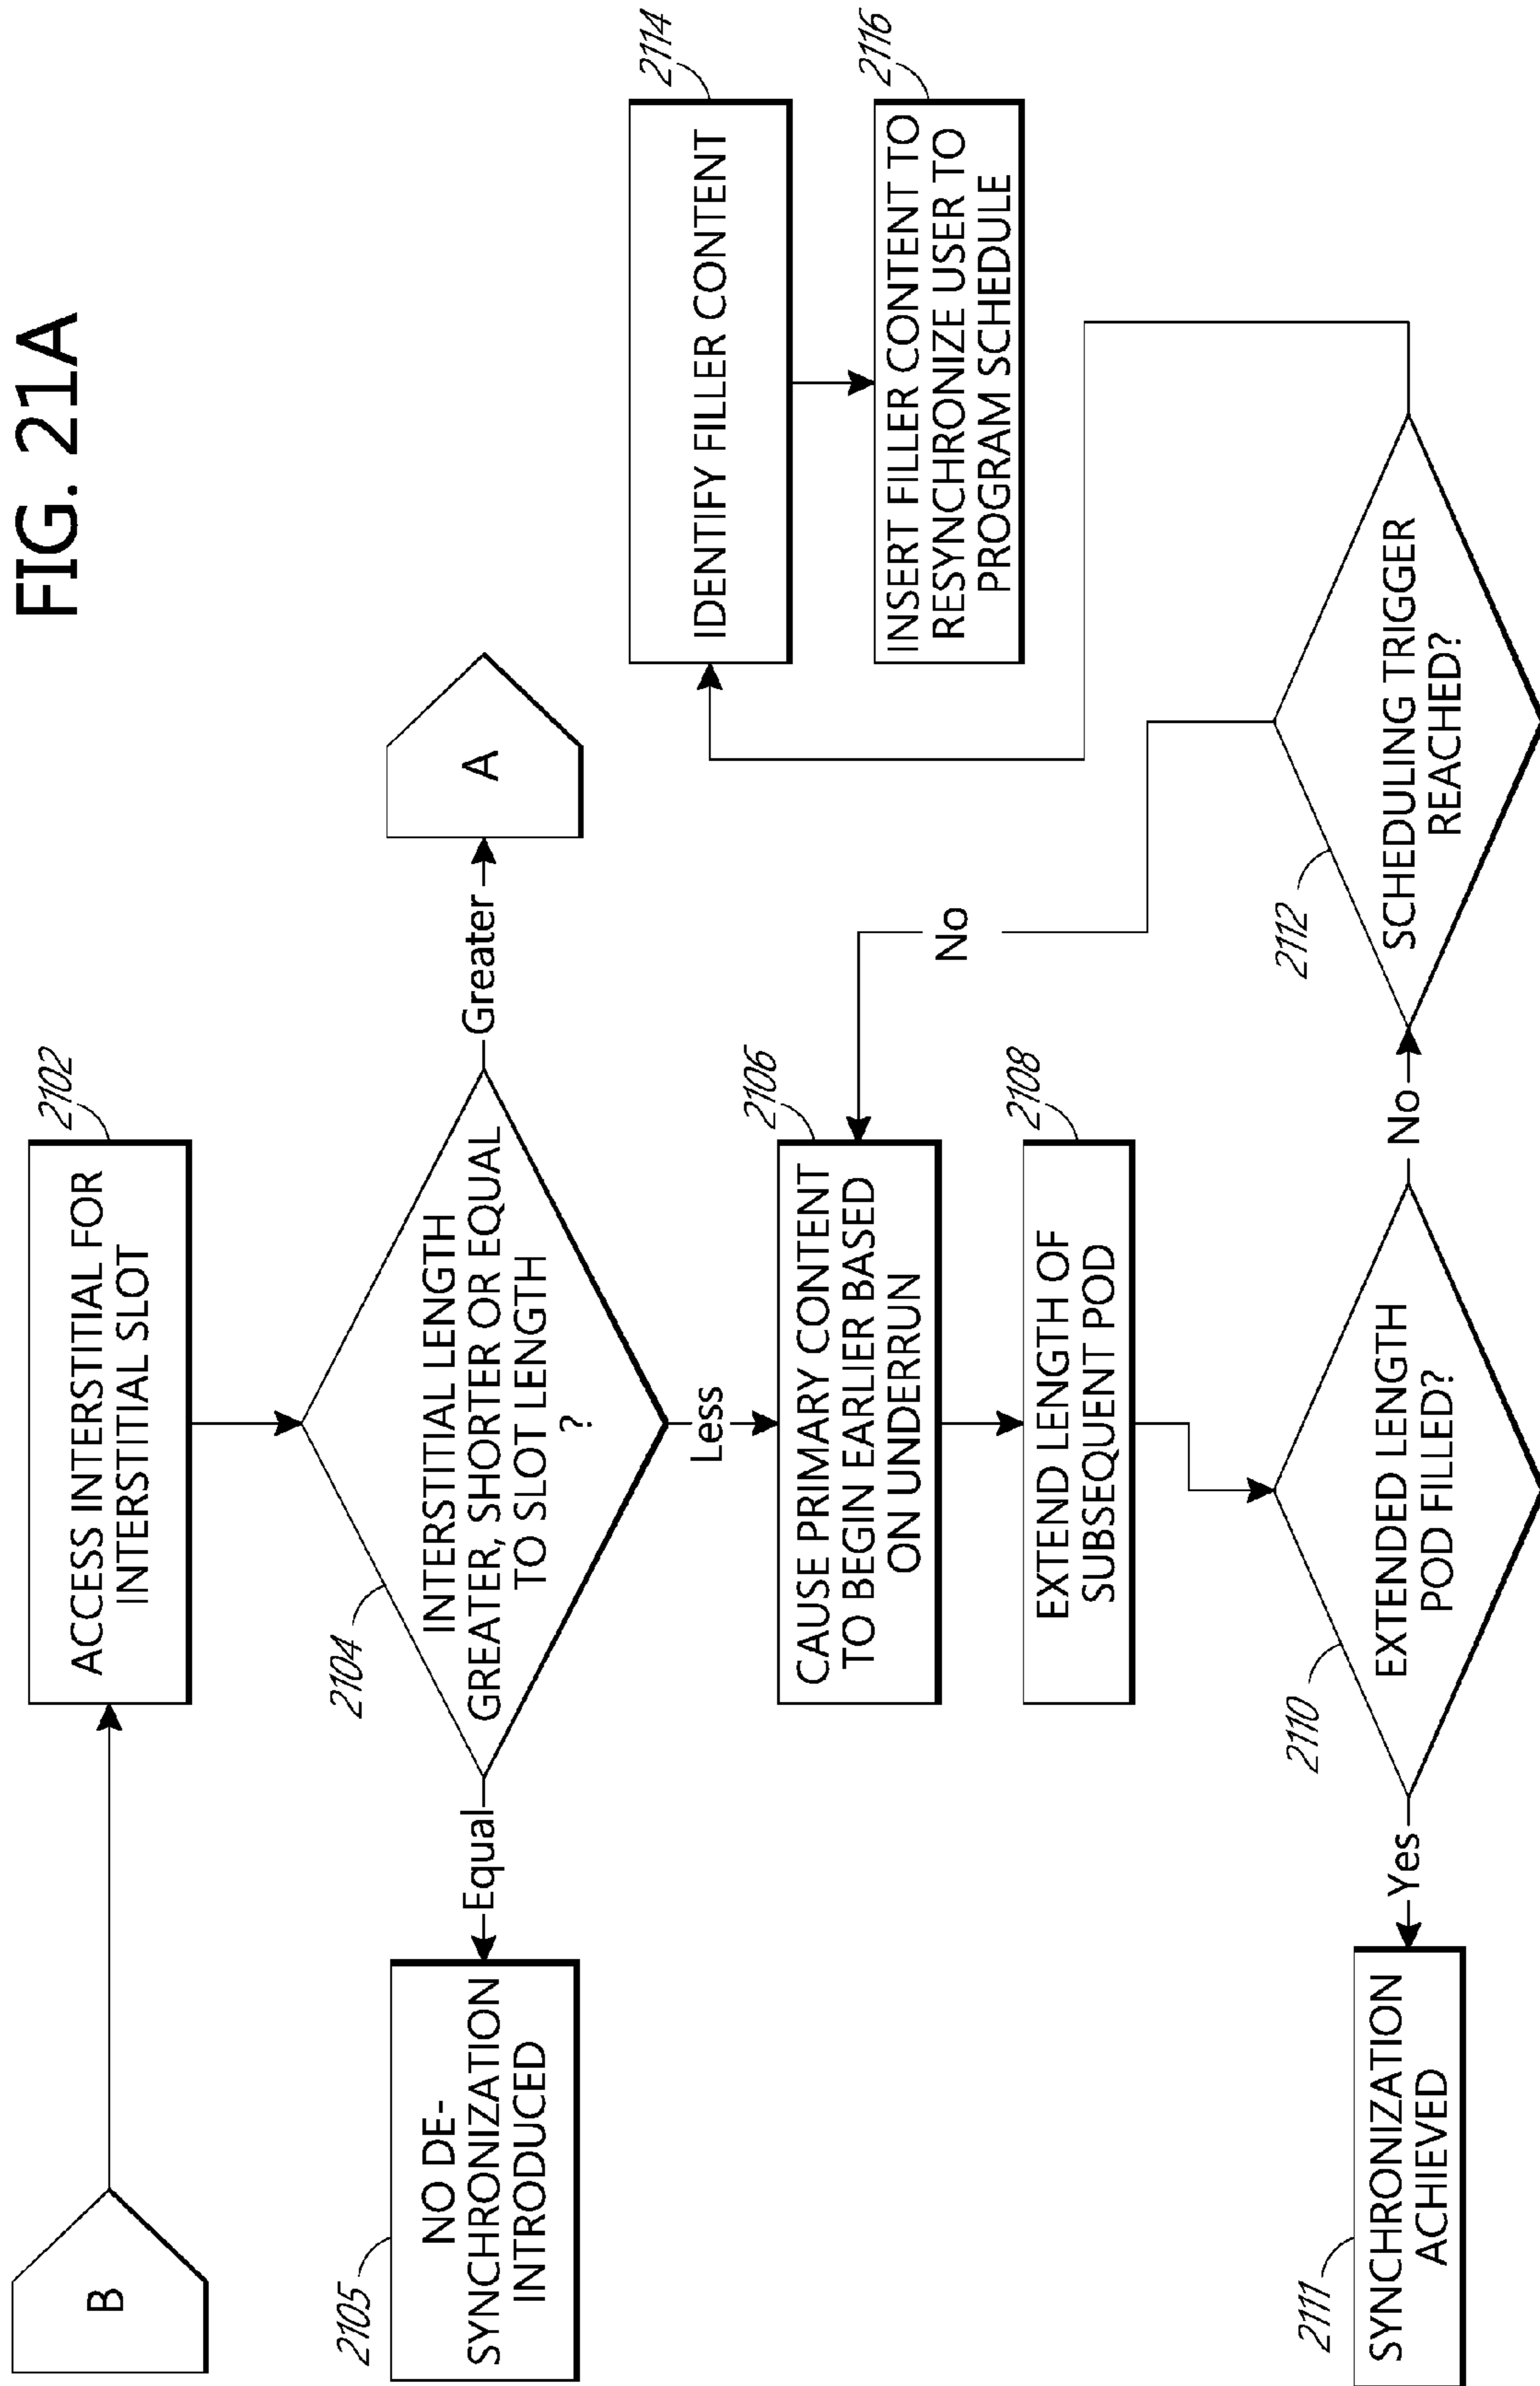 FIG. 21A
B
2102
ACCESS INTERSTITIAL FOR
INTERSTITIAL SLOT
2104
INTERSTITIAL LENGTH
GREATER, SHORTER OR EQUAL
TO SLOT LENGTH
?
Equal
Greater
Less
A
2105
NO DE-
SYNCHRONIZATION
INTRODUCED
2106
CAUSE PRIMARY CONTENT
TO BEGIN EARLIER BASED
ON UNDERRUN
No
2108
EXTEND LENGTH OF
SUBSEQUENT POD
2110
EXTENDED LENGTH
POD FILLED?
Yes
No
2111
SYNCHRONIZATION
ACHIEVED
2112
SCHEDULING TRIGGER
REACHED?
2114
IDENTIFY FILLER CONTENT
2116
INSERT FILLER CONTENT TO
RESYNCHRONIZE USER TO
PROGRAM SCHEDULE